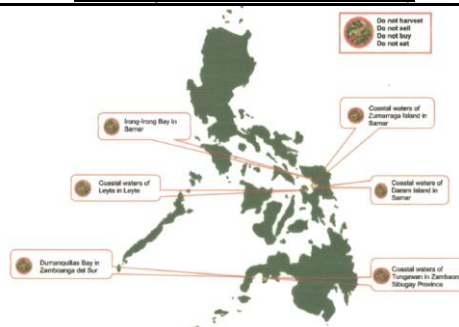 Do not harvest
Do not sell
Do not buy
Do not eat
Irong-Irong Bay in
Samar
Coastal waters of
Zumarraga Island in
Samar
Coastal waters of
Leyte in Leyte
Coastal waters of
Daram Island in
Samar
Dumanquilas Bay in
Zamboanga del Sur
Coastal waters of
Tungawan in Zamboanga
Sibugay Province